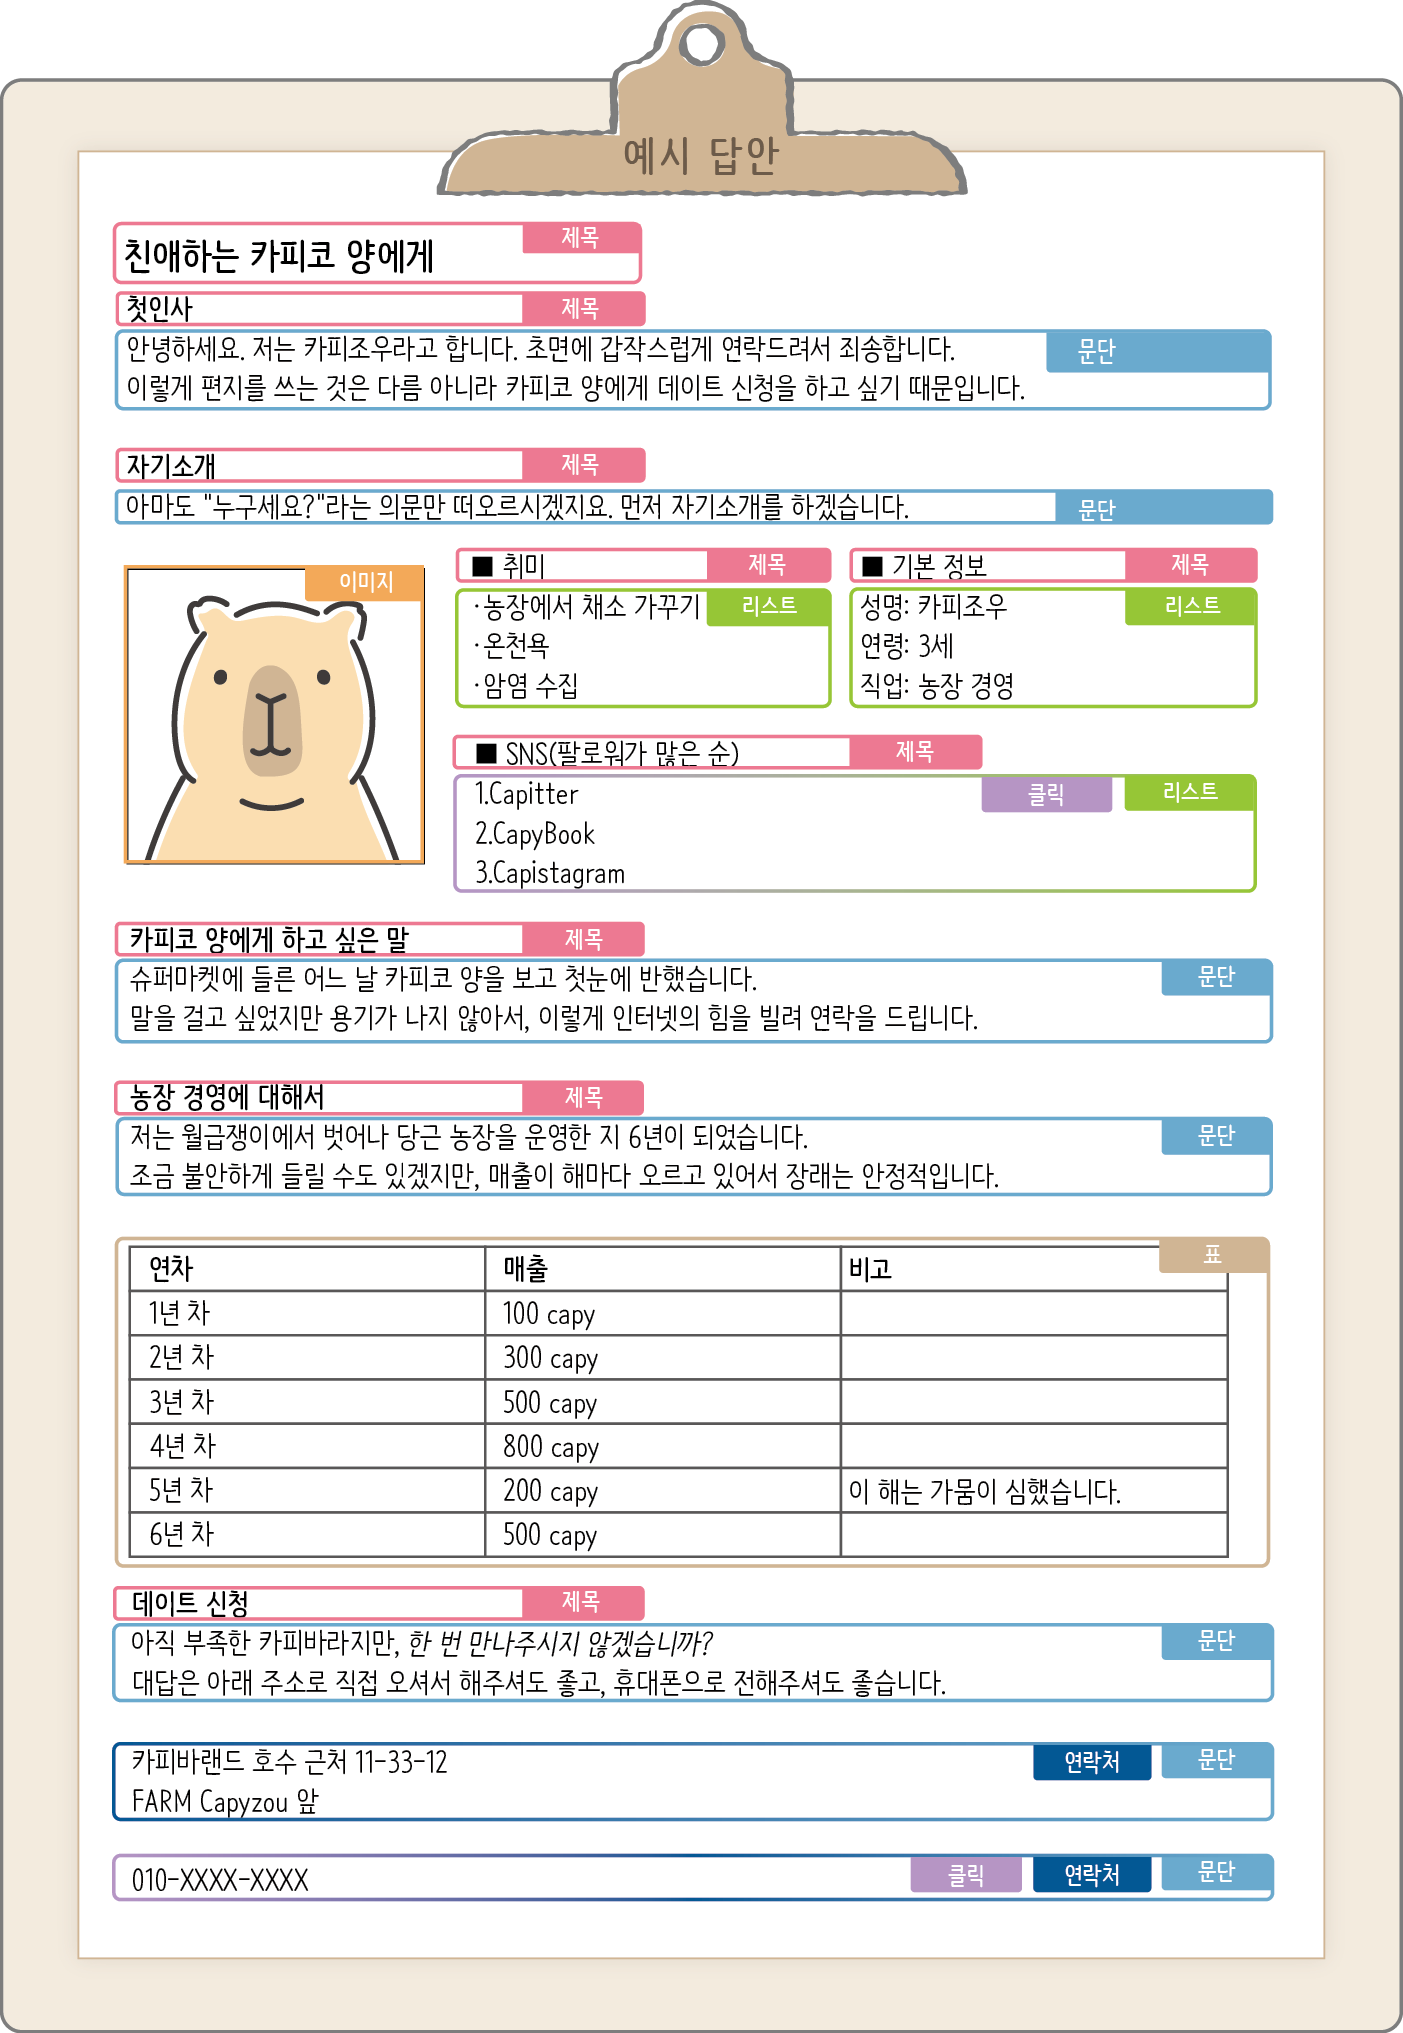 예시 답안
친애하는 카피코 양에게 제목
첫인사 제목
안녕하세요. 저는 카피조우라고 합니다. 초면에 갑작스럽게 연락드려서 죄송합니다. 문단
이렇게 편지를 쓰는 것은 다름 아니라 카피코 양에게 데이트 신청을 하고 싶기 때문입니다.
자기소개 제목
아마도 "누구세요?"라는 의문만 떠오르시겠지요. 먼저 자기소개를 하겠습니다. 문단
이미지
■ 취미 제목
·농장에서 채소 가꾸기 리스트
·온천욕
·암염 수집
■ 기본 정보 제목
성명: 카피조우 리스트
연령: 3세
직업: 농장 경영
■ SNS(팔로워가 많은 순) 제목
1.Capitter 클릭 리스트
2.CapyBook
3.Capistagram
카피코 양에게 하고 싶은 말 제목
슈퍼마켓에 들른 어느 날 카피코 양을 보고 첫눈에 반했습니다. 문단
말을 걸고 싶었지만 용기가 나지 않아서, 이렇게 인터넷의 힘을 빌려 연락을 드립니다.
농장 경영에 대해서 제목
저는 월급쟁이에서 벗어나 당근 농장을 운영한 지 6년이 되었습니다. 문단
조금 불안하게 들릴 수도 있겠지만, 매출이 해마다 오르고 있어서 장래는 안정적입니다.
표
연차 매출 비고
1년 차 100 capy
2년 차 300 capy
3년 차 500 capy
4년 차 800 capy
5년 차 200 capy 이 해는 가뭄이 심했습니다.
6년 차 500 capy
데이트 신청 제목
아직 부족한 카피바라지만, 한 번 만나주시지 않겠습니까? 문단
대답은 아래 주소로 직접 오셔서 해주셔도 좋고, 휴대폰으로 전해주셔도 좋습니다.
카피바랜드 호수 근처 11-33-12 연락처 문단
FARM Capyzou 앞
010-XXXX-XXXX 클릭 연락처 문단